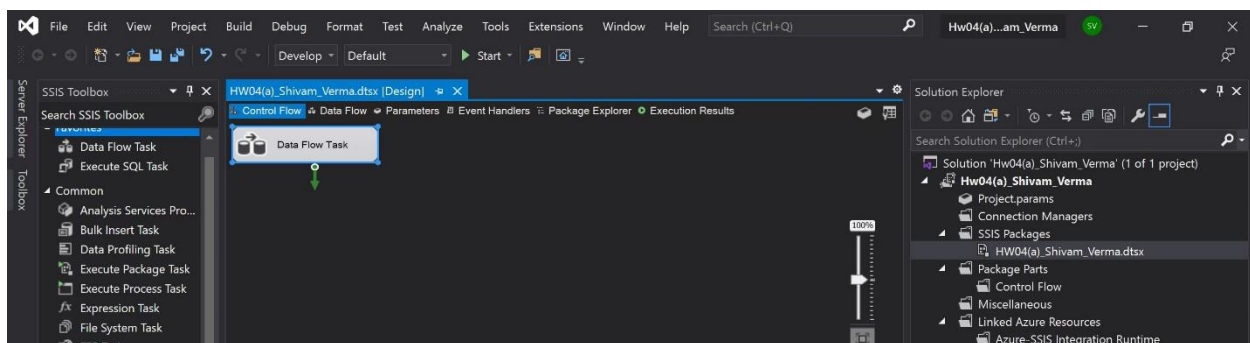 File Edit View Project Build Debug Format Test Analyze Tools Extensions Window Help Search (Ctrl+Q) Hw04(a)...am_Verma SV
Develop Default Start
Server Explorer
Toolbox
SSIS Toolbox
Search SSIS Toolbox
Favorites
Data Flow Task
Execute SQL Task
Common
Analysis Services Pro...
Bulk Insert Task
Data Profiling Task
Execute Package Task
Execute Process Task
Expression Task
File System Task
HW04(a)_Shivam_Verma.dtsx [Design]
Control Flow Data Flow Parameters Event Handlers Package Explorer Execution Results
Data Flow Task
100%
Solution Explorer
Search Solution Explorer (Ctrl+;)
Solution 'Hw04(a)_Shivam_Verma' (1 of 1 project)
Hw04(a)_Shivam_Verma
Project.params
Connection Managers
SSIS Packages
HW04(a)_Shivam_Verma.dtsx
Package Parts
Control Flow
Miscellaneous
Linked Azure Resources
Azure-SSIS Integration Runtime